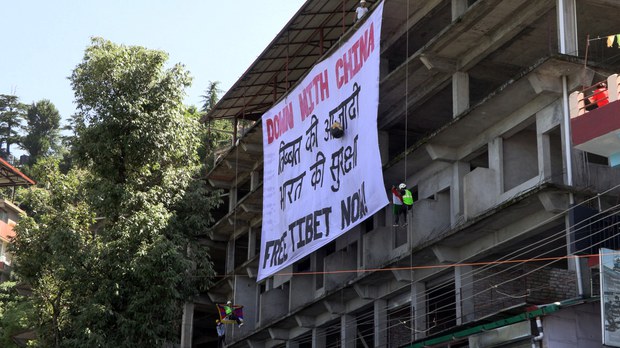 DOWN WITH CHINA
तिब्बत की आज़ादी
भारत की सुरक्षा
FREE TIBET NOW